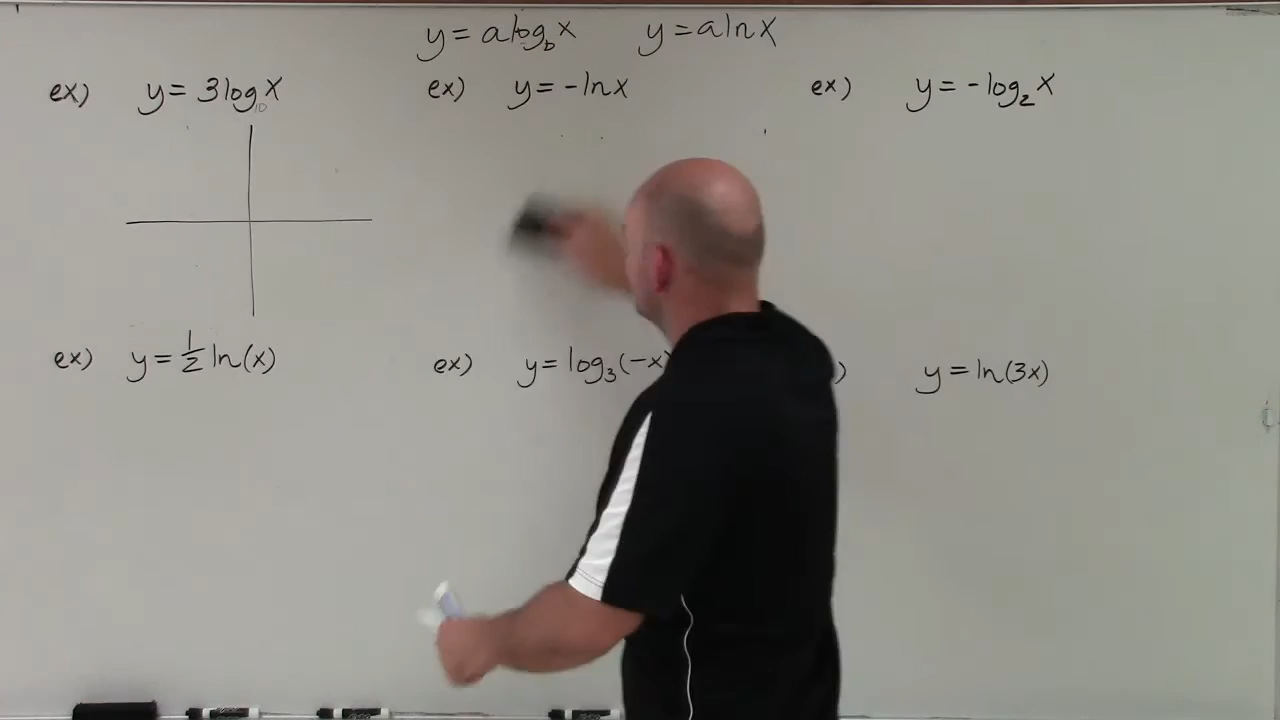 y = a log_b x y = a ln x
ex) y = 3 log_10 x ex) y = -ln x ex) y = -log_2 x
ex) y = 1/2 ln(x) ex) y = log_3(-x) ) y = ln(3x)